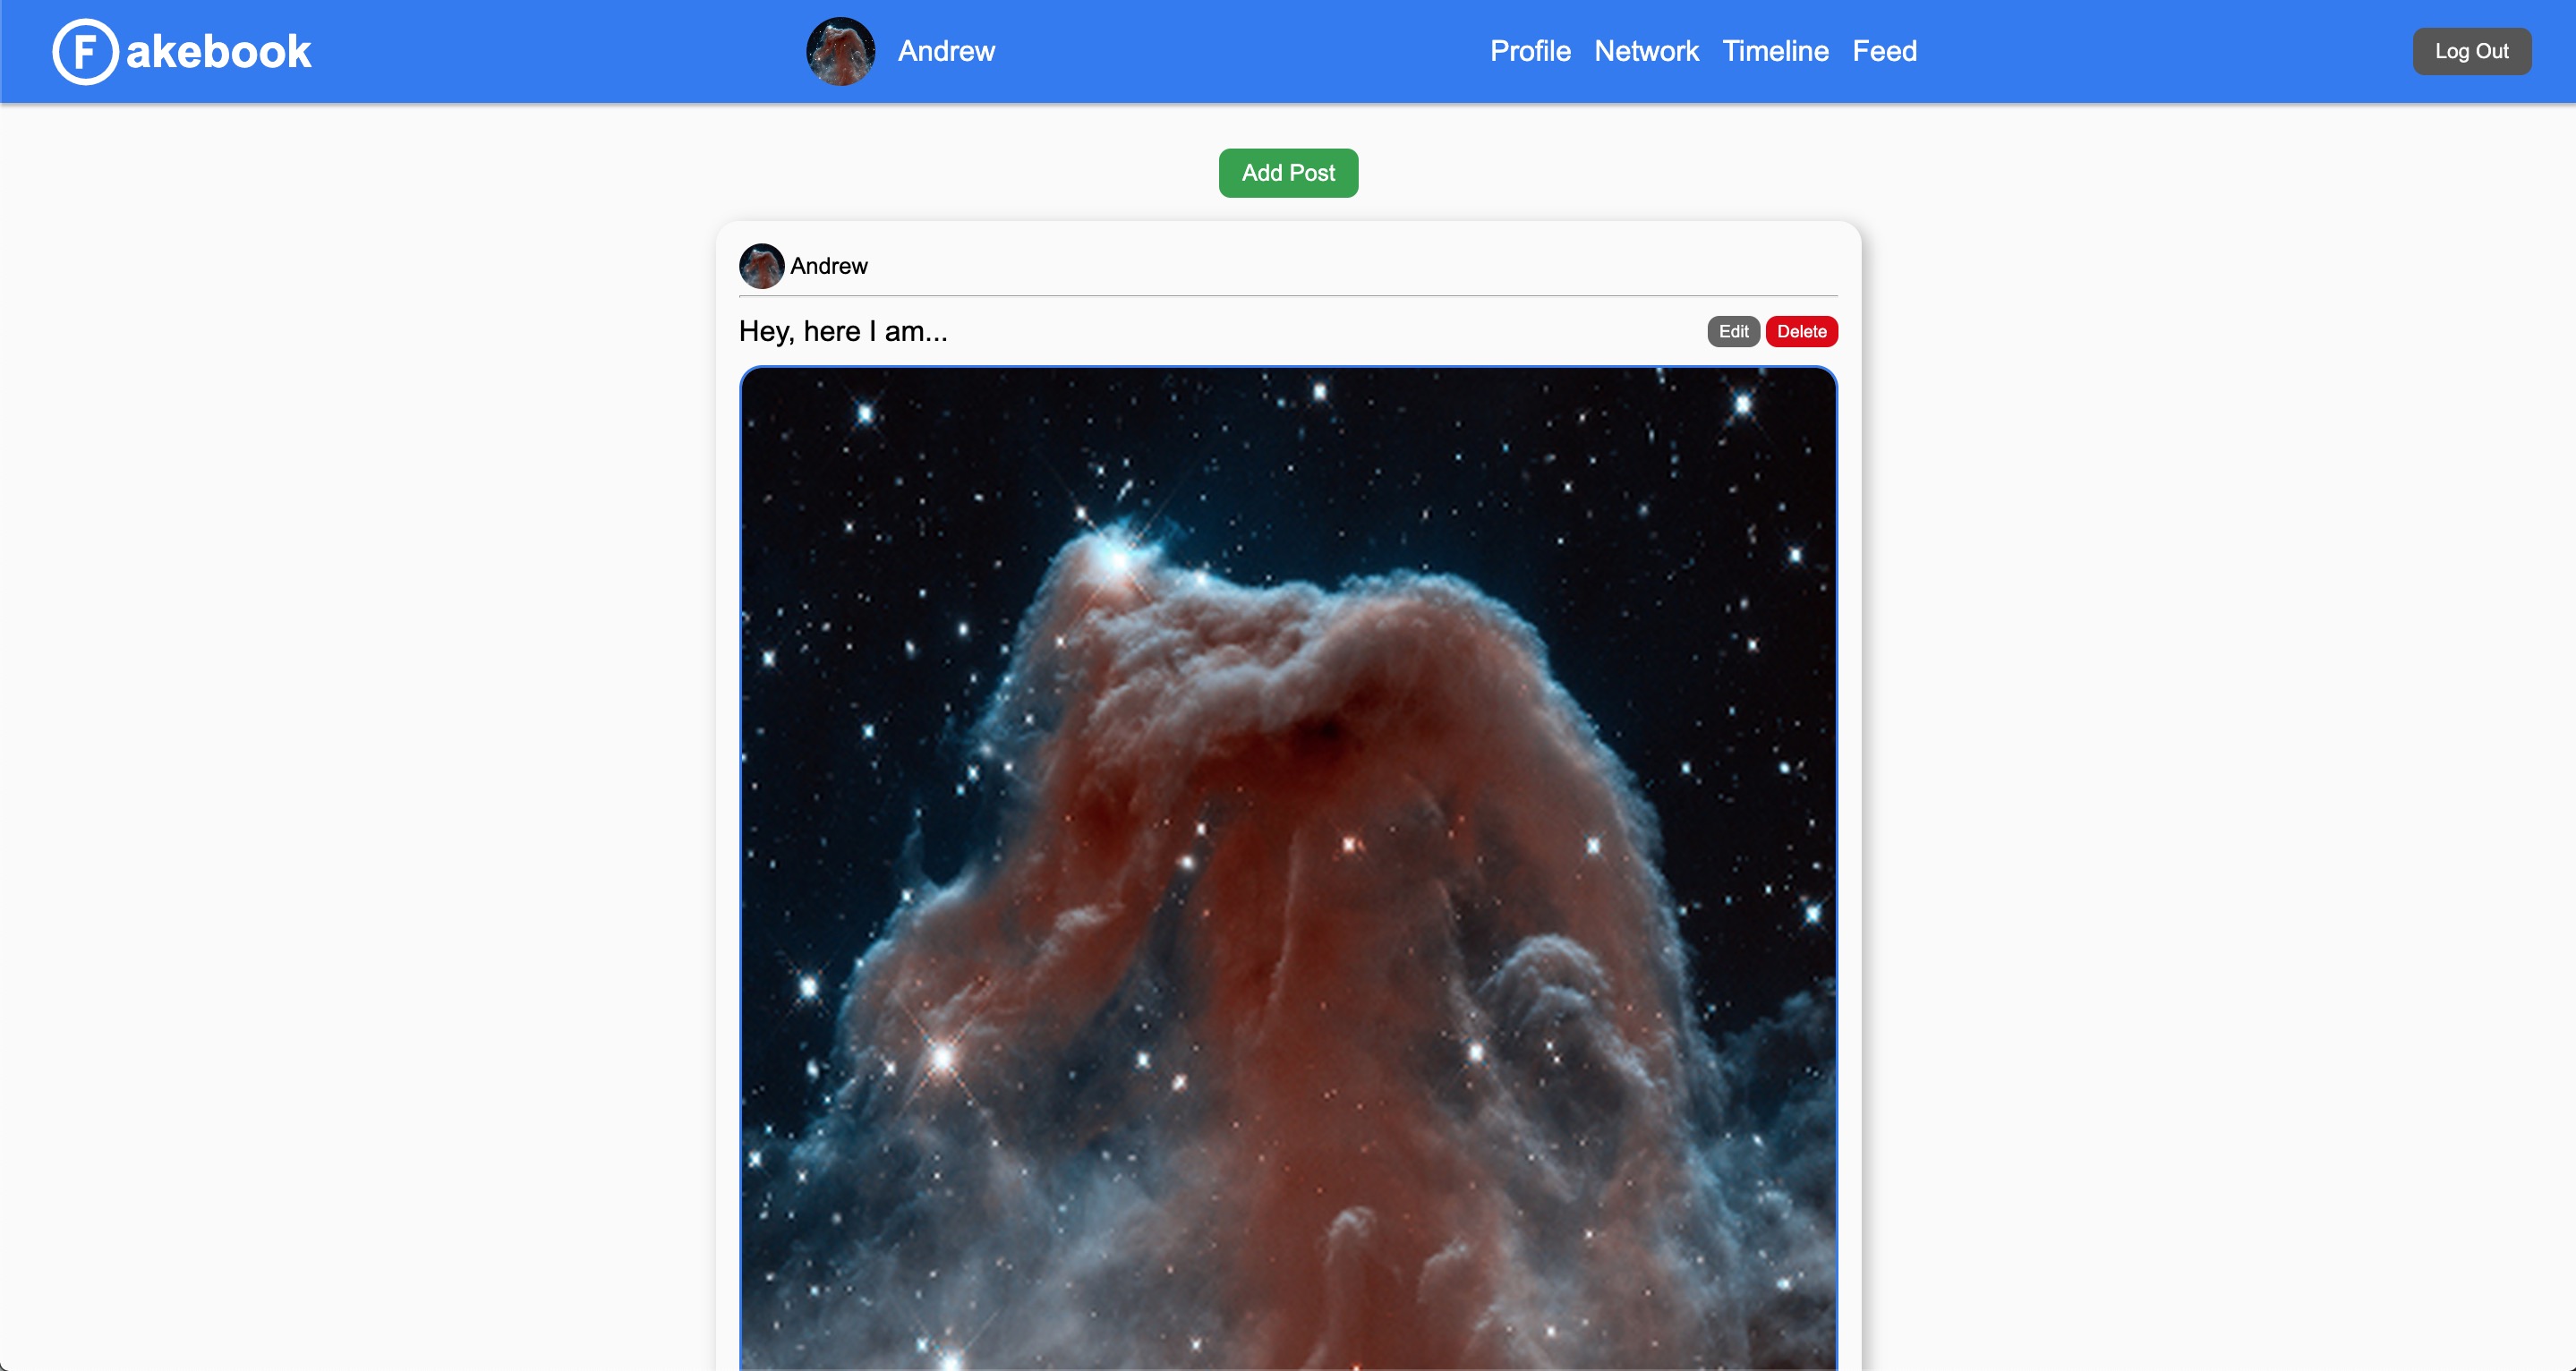 Fakebook
Andrew
Profile Network Timeline Feed
Log Out
Add Post
Andrew
Hey, here I am...
Edit Delete